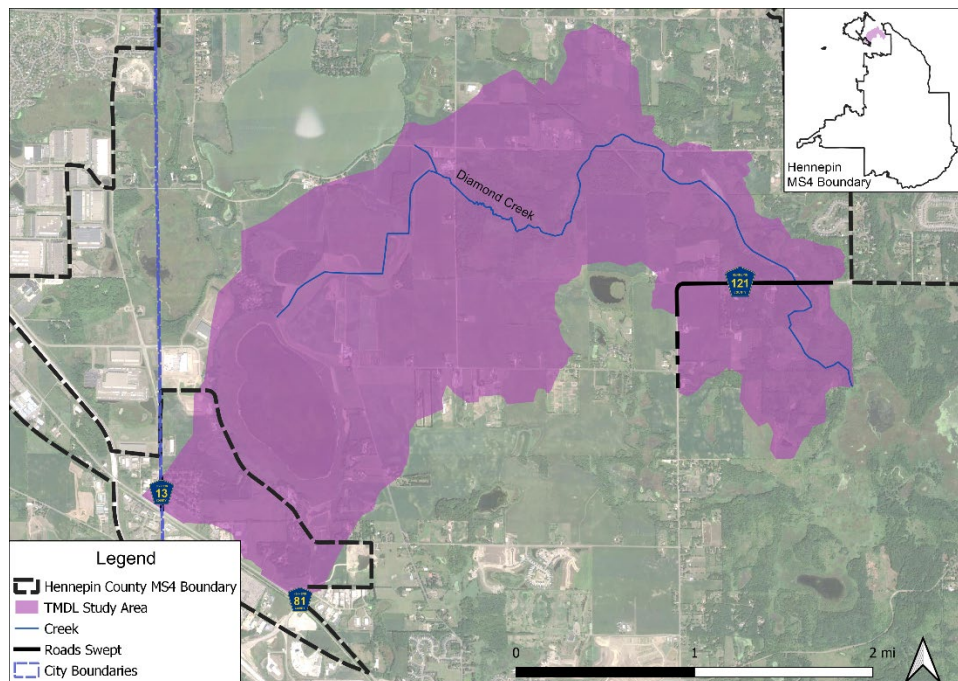 Hennepin
MS4 Boundary
Diamond Creek
121
13
81
Legend
Hennepin County MS4 Boundary
TMDL Study Area
Creek
Roads Swept
City Boundaries
0 1 2 mi